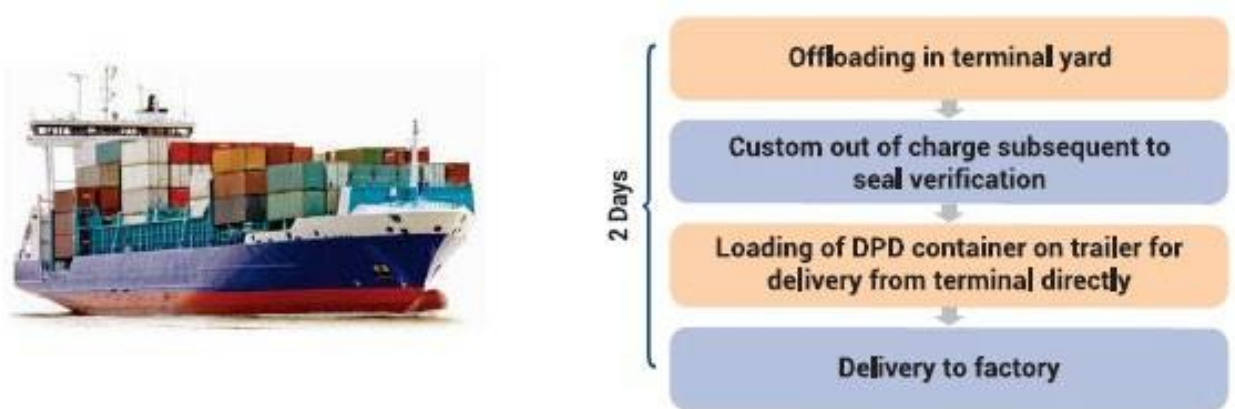 Offloading in terminal yard
Custom out of charge subsequent to
seal verification
2 Days
Loading of DPD container on trailer for
delivery from terminal directly
Delivery to factory